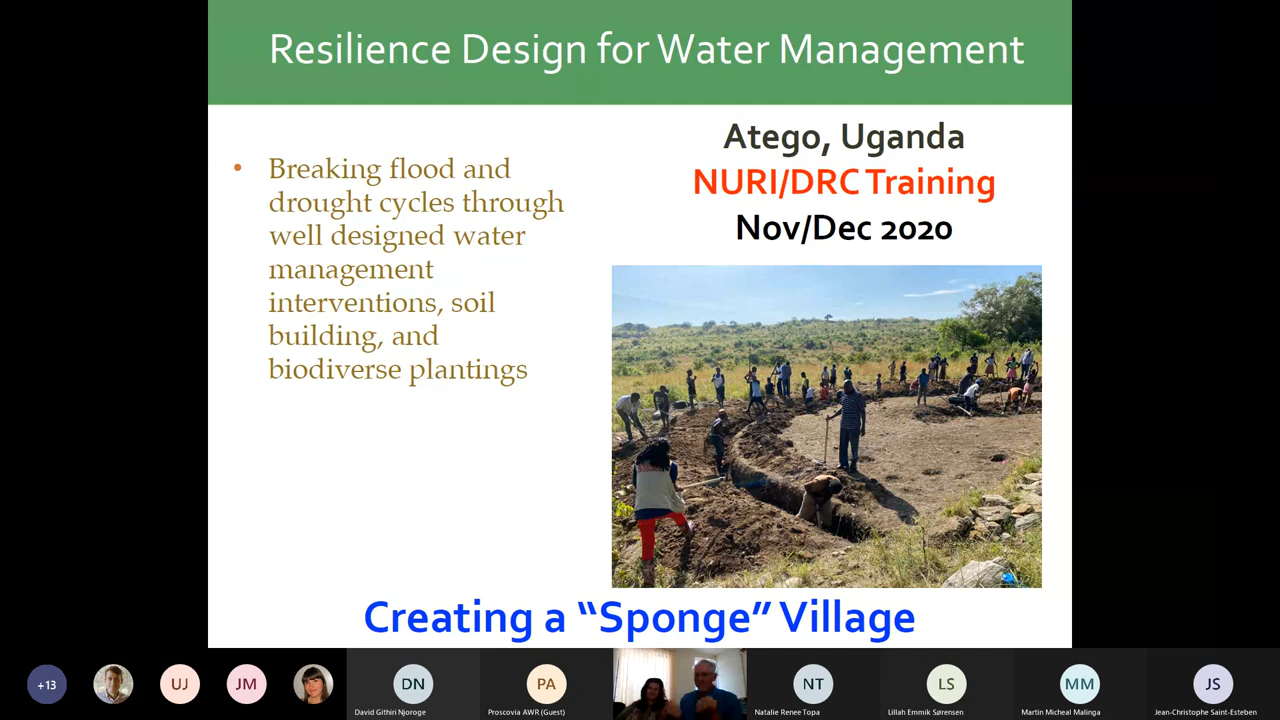 Resilience Design for Water Management
Atego, Uganda
NURI/DRC Training
Nov/Dec 2020
• Breaking flood and
drought cycles through
well designed water
management
interventions, soil
building, and
biodiverse plantings
Creating a “Sponge” Village
+13
UJ
JM
DN
David Githiri Njoroge
PA
Proscovia AWR (Guest)
NT
Natalie Renee Topa
LS
Lillah Emmik Sørensen
MM
Martin Micheal Malinga
JS
Jean-Christophe Saint-Esteben